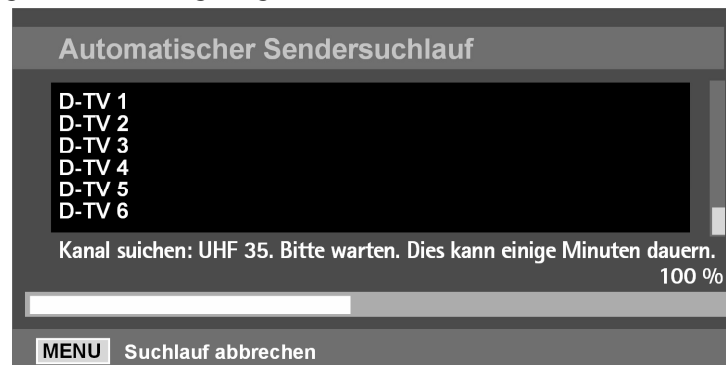 Automatischer Sendersuchlauf
D-TV 1
D-TV 2
D-TV 3
D-TV 4
D-TV 5
D-TV 6
Kanal suichen: UHF 35. Bitte warten. Dies kann einige Minuten dauern.
100 %
MENU Suchlauf abbrechen